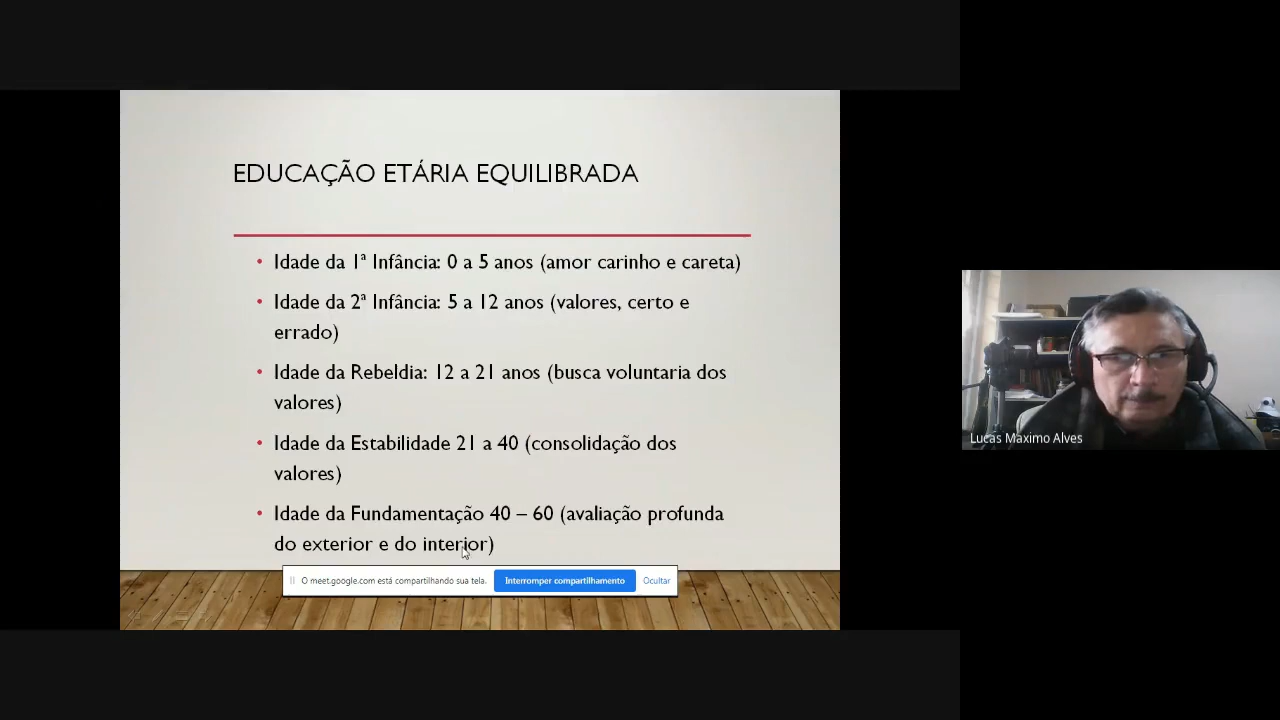 EDUCAÇÃO ETÁRIA EQUILIBRADA
• Idade da 1ª Infância: 0 a 5 anos (amor carinho e careta)
• Idade da 2ª Infância: 5 a 12 anos (valores, certo e
errado)
• Idade da Rebeldia: 12 a 21 anos (busca voluntaria dos
valores)
• Idade da Estabilidade 21 a 40 (consolidação dos
valores)
• Idade da Fundamentação 40 – 60 (avaliação profunda
do exterior e do interior)
O meet.google.com está compartilhando sua tela. Interromper compartilhamento Ocultar
Lucas Maximo Alves